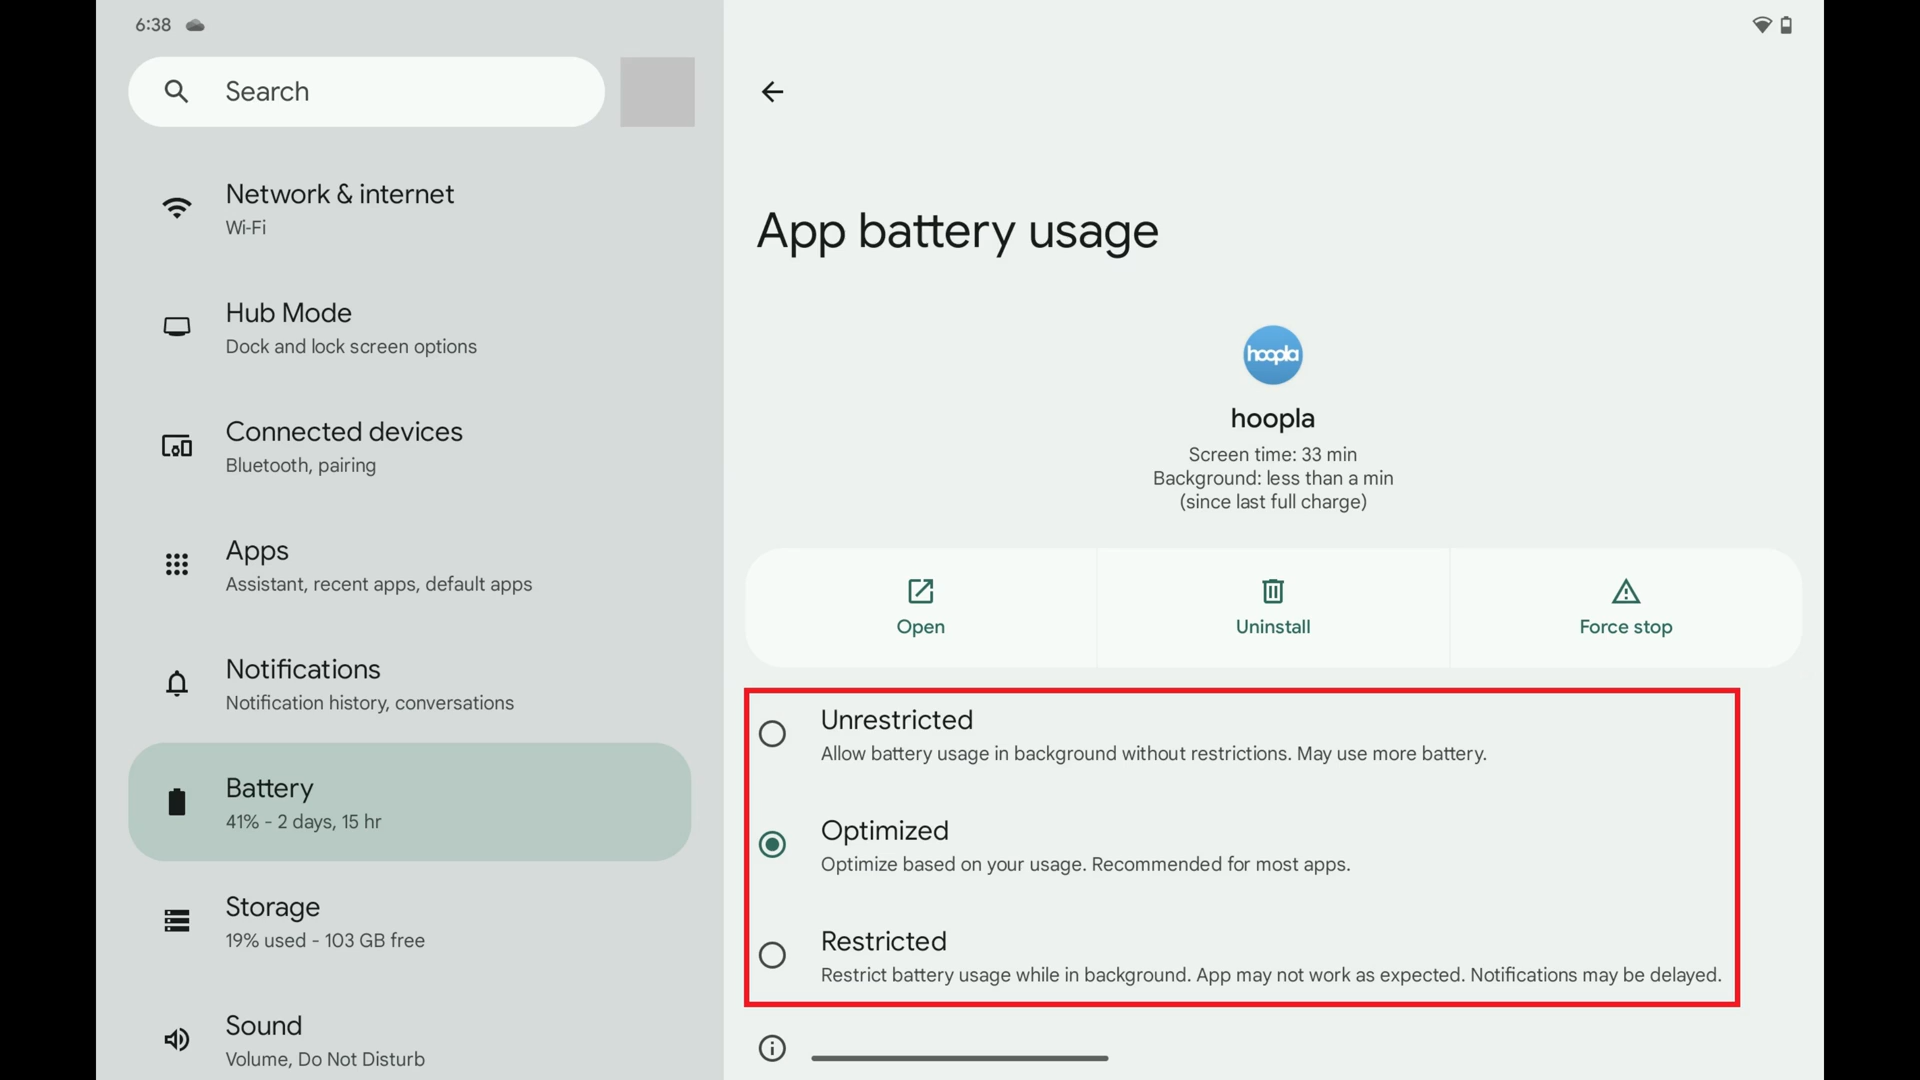 6:38
Search
Network & internet
Wi-Fi
Hub Mode
Dock and lock screen options
Connected devices
Bluetooth, pairing
Apps
Assistant, recent apps, default apps
Notifications
Notification history, conversations
Battery
41% - 2 days, 15 hr
Storage
19% used - 103 GB free
Sound
Volume, Do Not Disturb
App battery usage
hoopla
hoopla
Screen time: 33 min
Background: less than a min
(since last full charge)
Open
Uninstall
Force stop
Unrestricted
Allow battery usage in background without restrictions. May use more battery.
Optimized
Optimize based on your usage. Recommended for most apps.
Restricted
Restrict battery usage while in background. App may not work as expected. Notifications may be delayed.